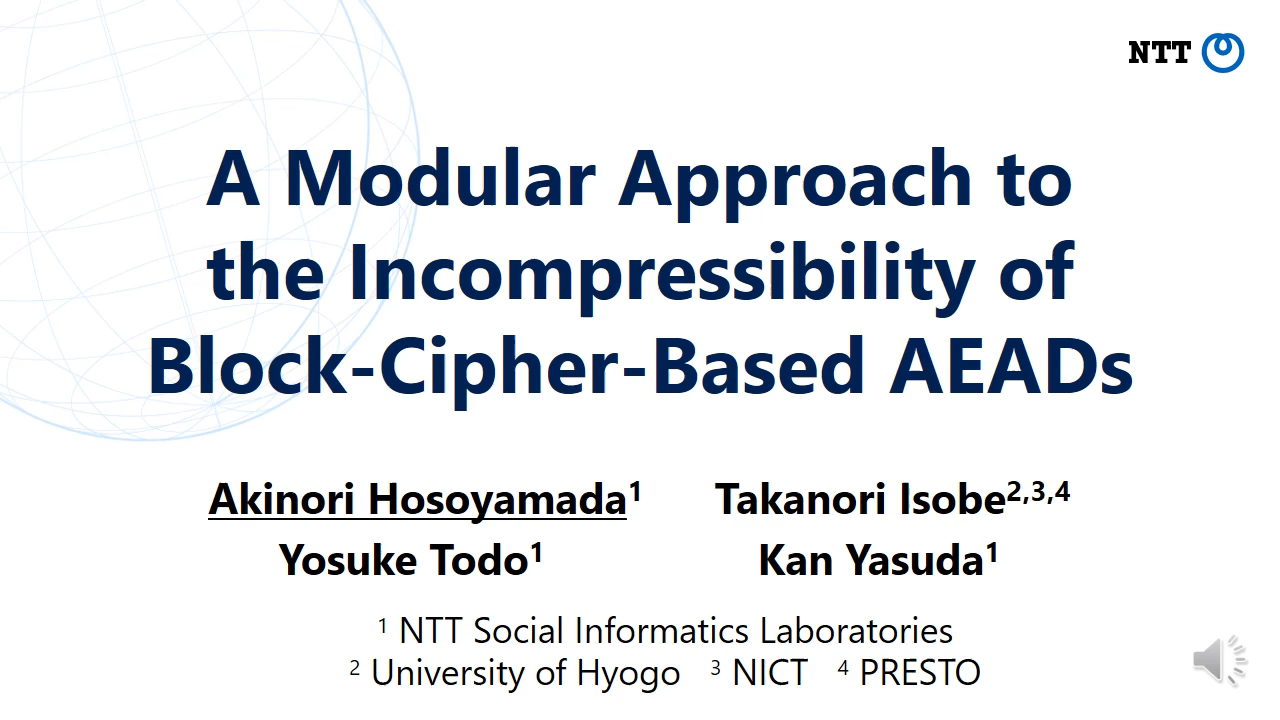 NTT
A Modular Approach to
the Incompressibility of
Block-Cipher-Based AEADs
Akinori Hosoyamada¹ Takanori Isobe²,³,⁴
Yosuke Todo¹ Kan Yasuda¹
¹ NTT Social Informatics Laboratories
² University of Hyogo ³ NICT ⁴ PRESTO